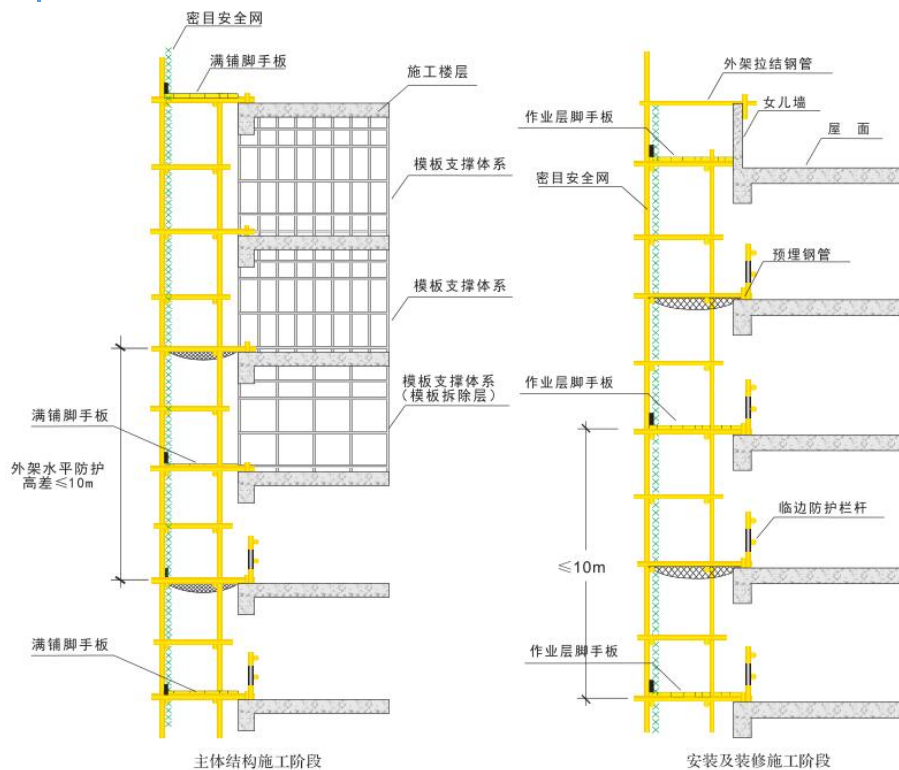 密目安全网
满铺脚手板
施工楼层
模板支撑体系
模板支撑体系
模板支撑体系
（模板拆除层）
满铺脚手板
外架水平防护
高差≤10m
满铺脚手板
主体结构施工阶段
外架拉结钢管
女儿墙
作业层脚手板
屋 面
密目安全网
预埋钢管
作业层脚手板
临边防护栏杆
≤10m
作业层脚手板
安装及装修施工阶段